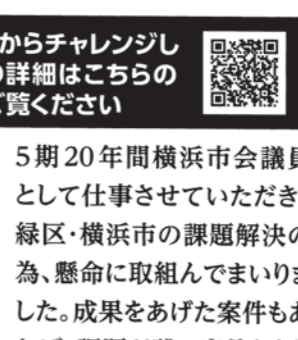 からチャレンジし
詳細はこちらの
覧ください
5期20年間横浜市会議員
として仕事させていただき
緑区・横浜市の課題解決の
為、懸命に取組んでまいりま
した。成果をあげた案件もあ